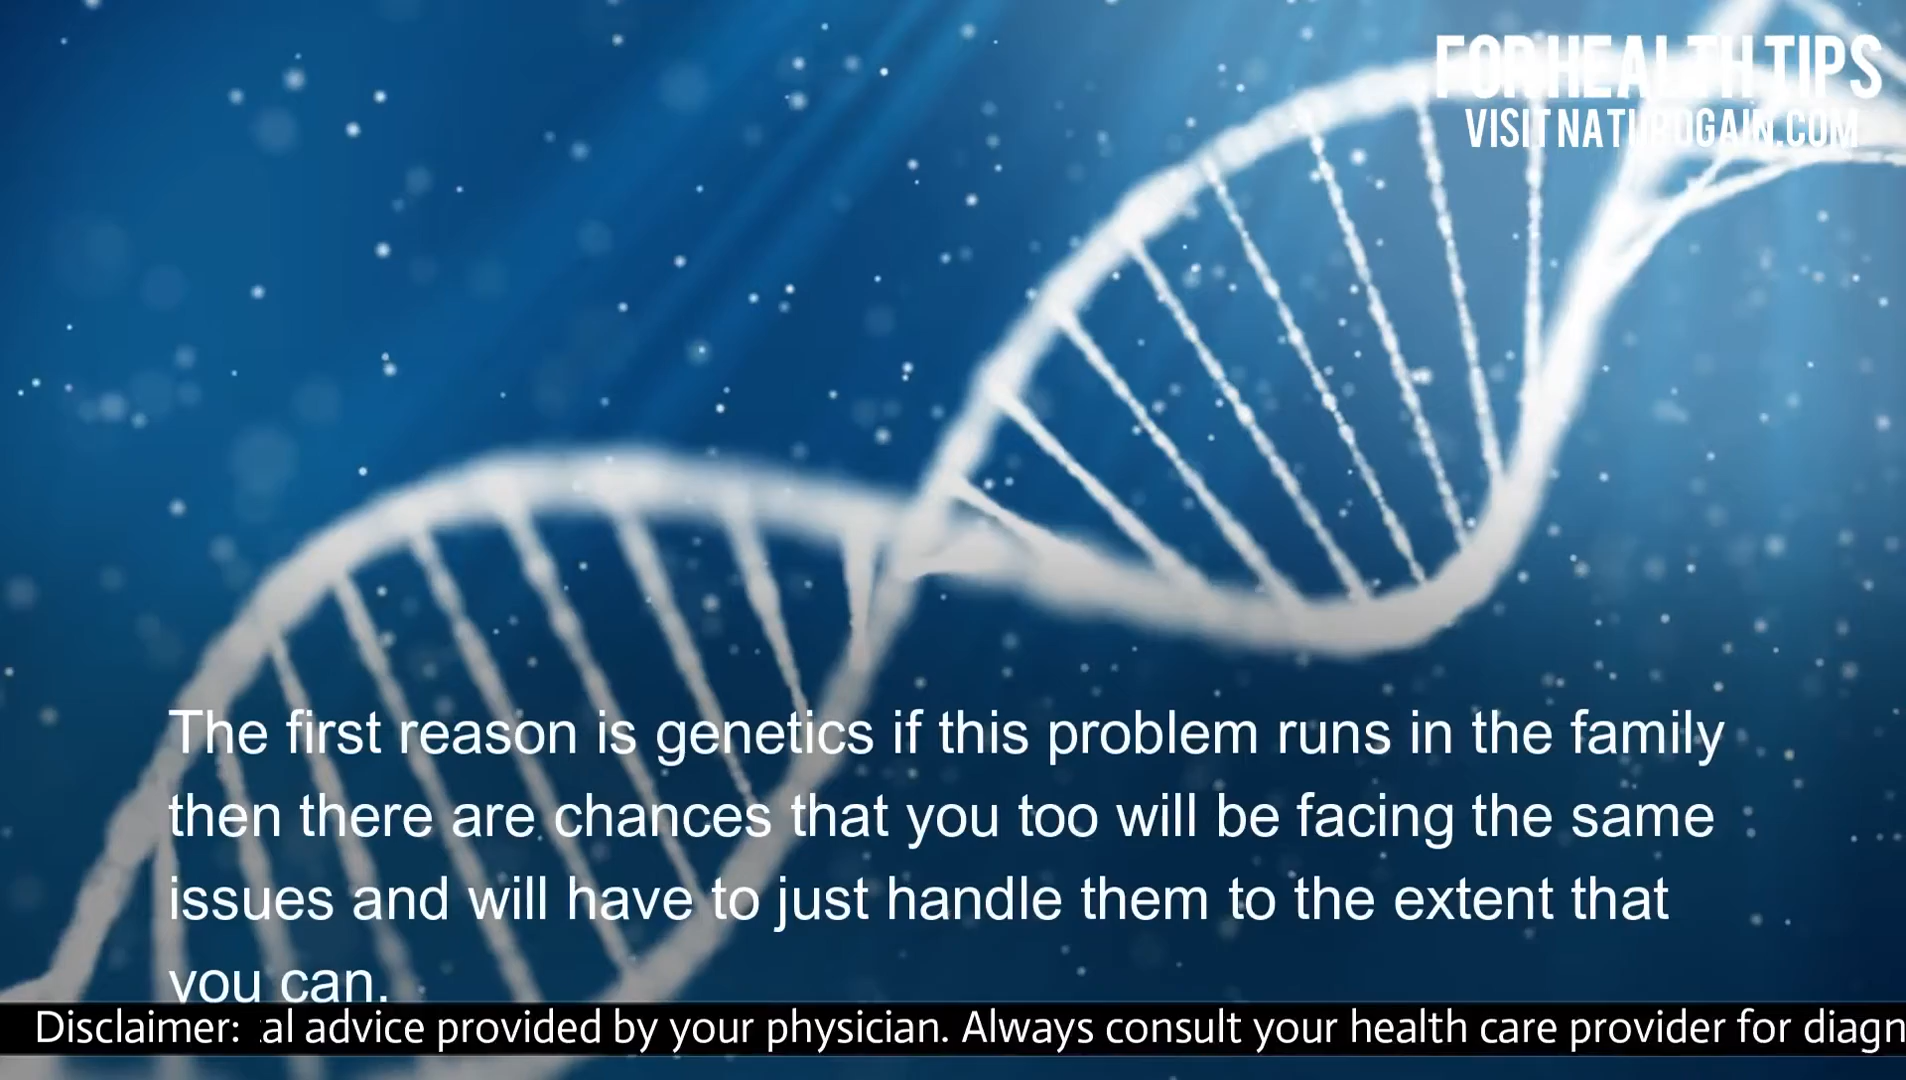 FOR HEALTH TIPS
VISIT NATUROGAIN.COM
The first reason is genetics if this problem runs in the family
then there are chances that you too will be facing the same
issues and will have to just handle them to the extent that
you can.
Disclaimer: al advice provided by your physician. Always consult your health care provider for diagn